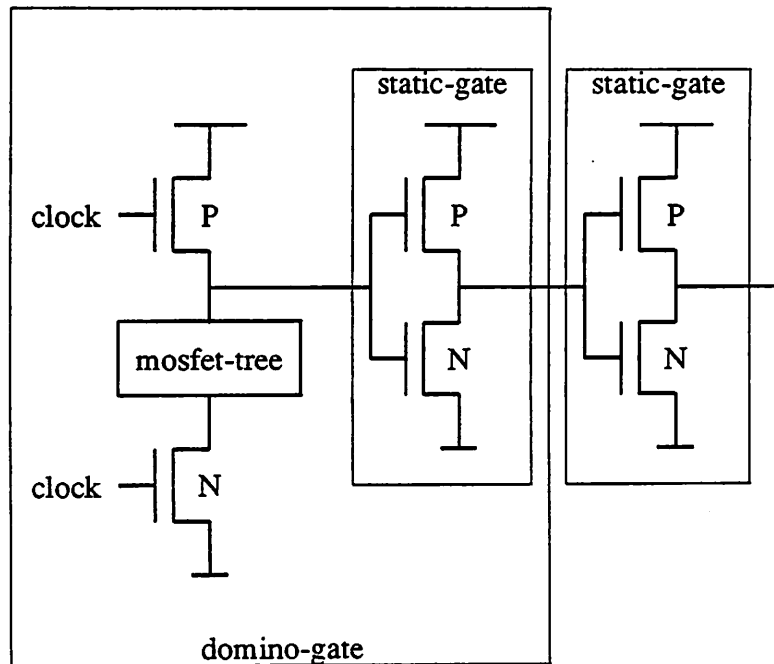 static-gate
static-gate
clock
P
P
P
mosfet-tree
N
N
clock
N
domino-gate